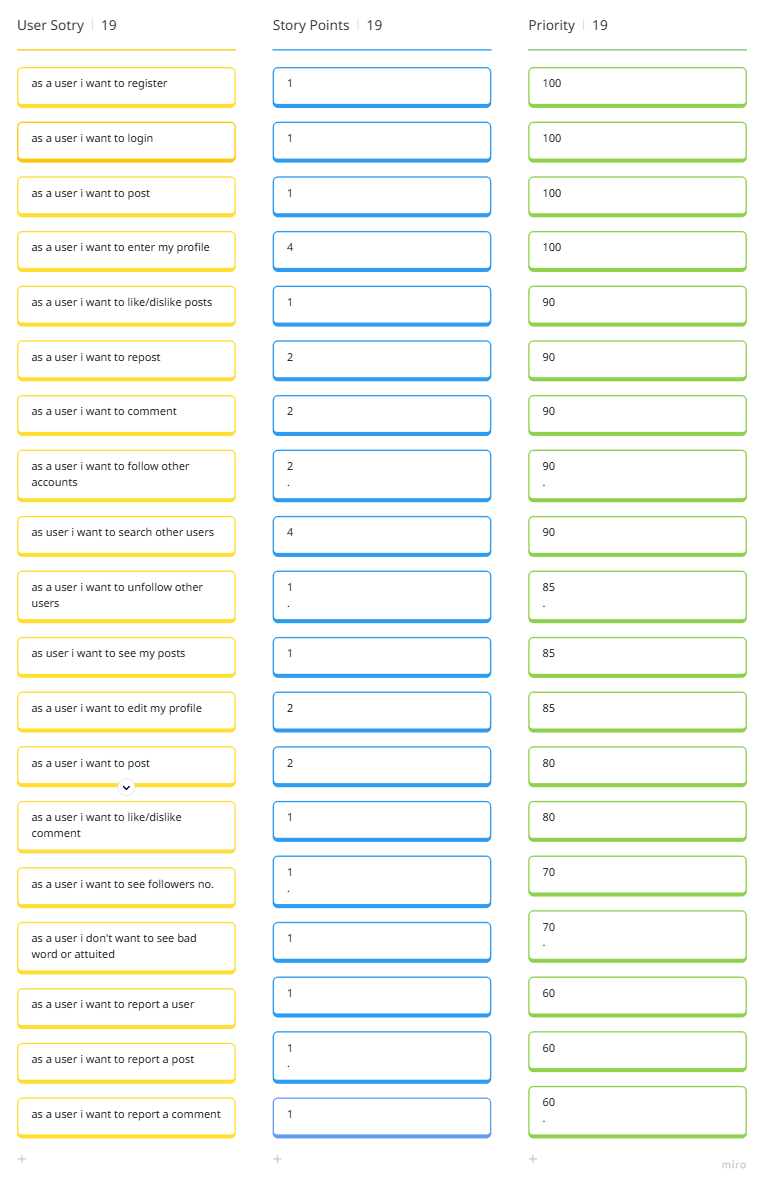 User Sotry | 19
Story Points | 19
Priority | 19
as a user i want to register
1
100
as a user i want to login
1
100
as a user i want to post
1
100
as a user i want to enter my profile
4
100
as a user i want to like/dislike posts
1
90
as a user i want to repost
2
90
as a user i want to comment
2
90
as a user i want to follow other
accounts
2
.
90
.
as user i want to search other users
4
90
as a user i want to unfollow other
users
1
.
85
.
as user i want to see my posts
1
85
as a user i want to edit my profile
2
85
as a user i want to post
2
80
as a user i want to like/dislike
comment
1
80
as a user i want to see followers no.
1
.
70
as a user i don't want to see bad
word or attuited
1
70
.
as a user i want to report a user
1
60
as a user i want to report a post
1
.
60
as a user i want to report a comment
1
60
.
+
+
+
miro